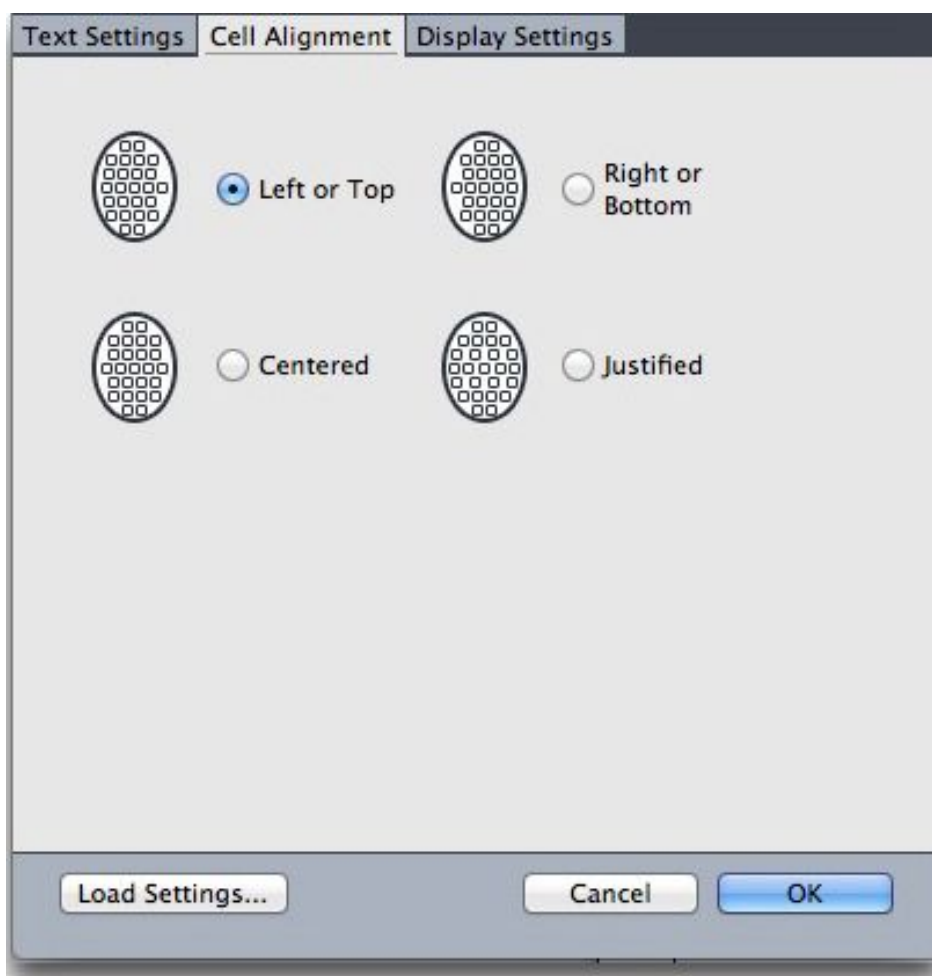 Text Settings Cell Alignment Display Settings
Left or Top
Right or
Bottom
Centered
Justified
Load Settings... Cancel OK